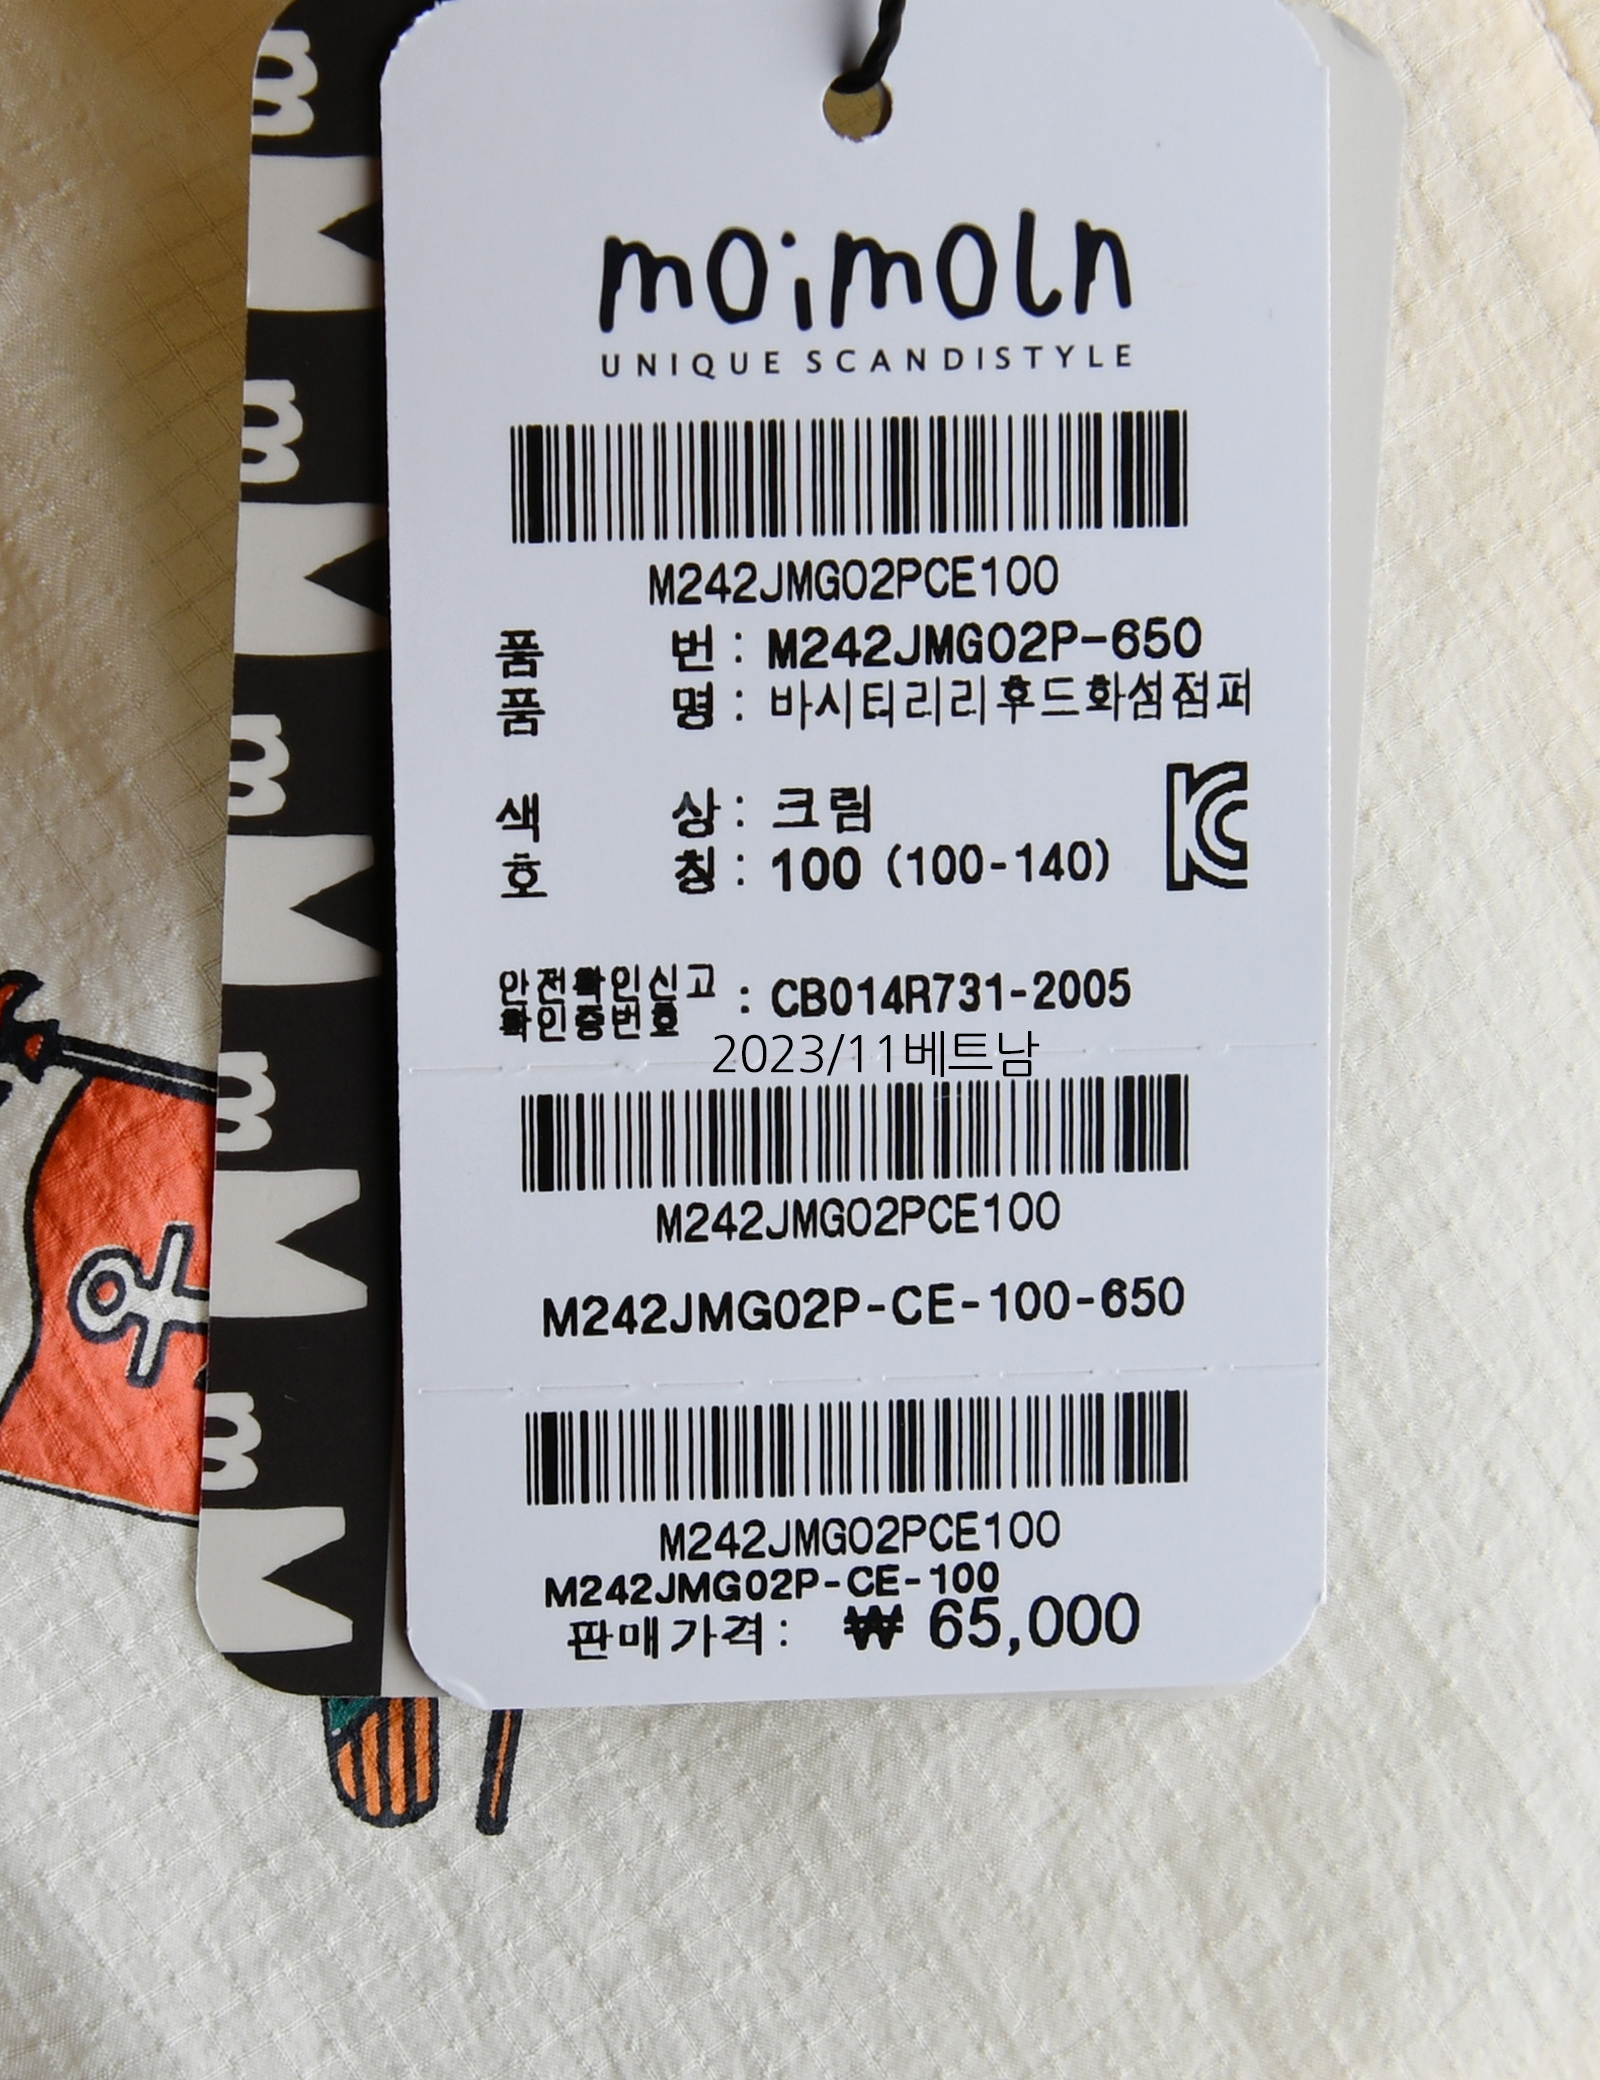 moimoln
UNIQUE SCANDISTYLE
M242JMG02PCE100
품 번 : M242JMG02P-650
품 명 : 바시티리리후드화섬점퍼
색 상 : 크림
호 칭 : 100 (100-140)
안전확인신고
확인증번호 : CB014R731-2005
2023/11베트남
M242JMG02PCE100
M242JMG02P-CE-100-650
M242JMG02PCE100
M242JMG02P-CE-100
판매가격: ₩ 65,000